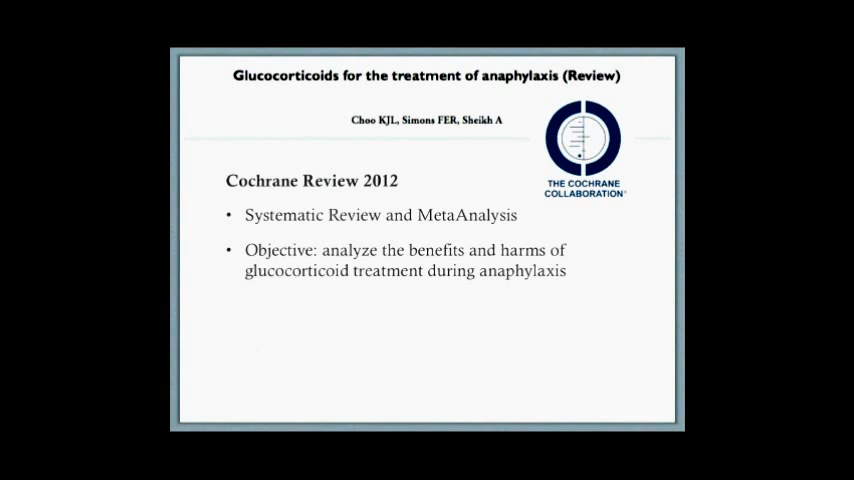 Glucocorticoids for the treatment of anaphylaxis (Review)
Choo KJL, Simons FER, Sheikh A
THE COCHRANE
COLLABORATION®
Cochrane Review 2012
• Systematic Review and MetaAnalysis
• Objective: analyze the benefits and harms of
glucocorticoid treatment during anaphylaxis